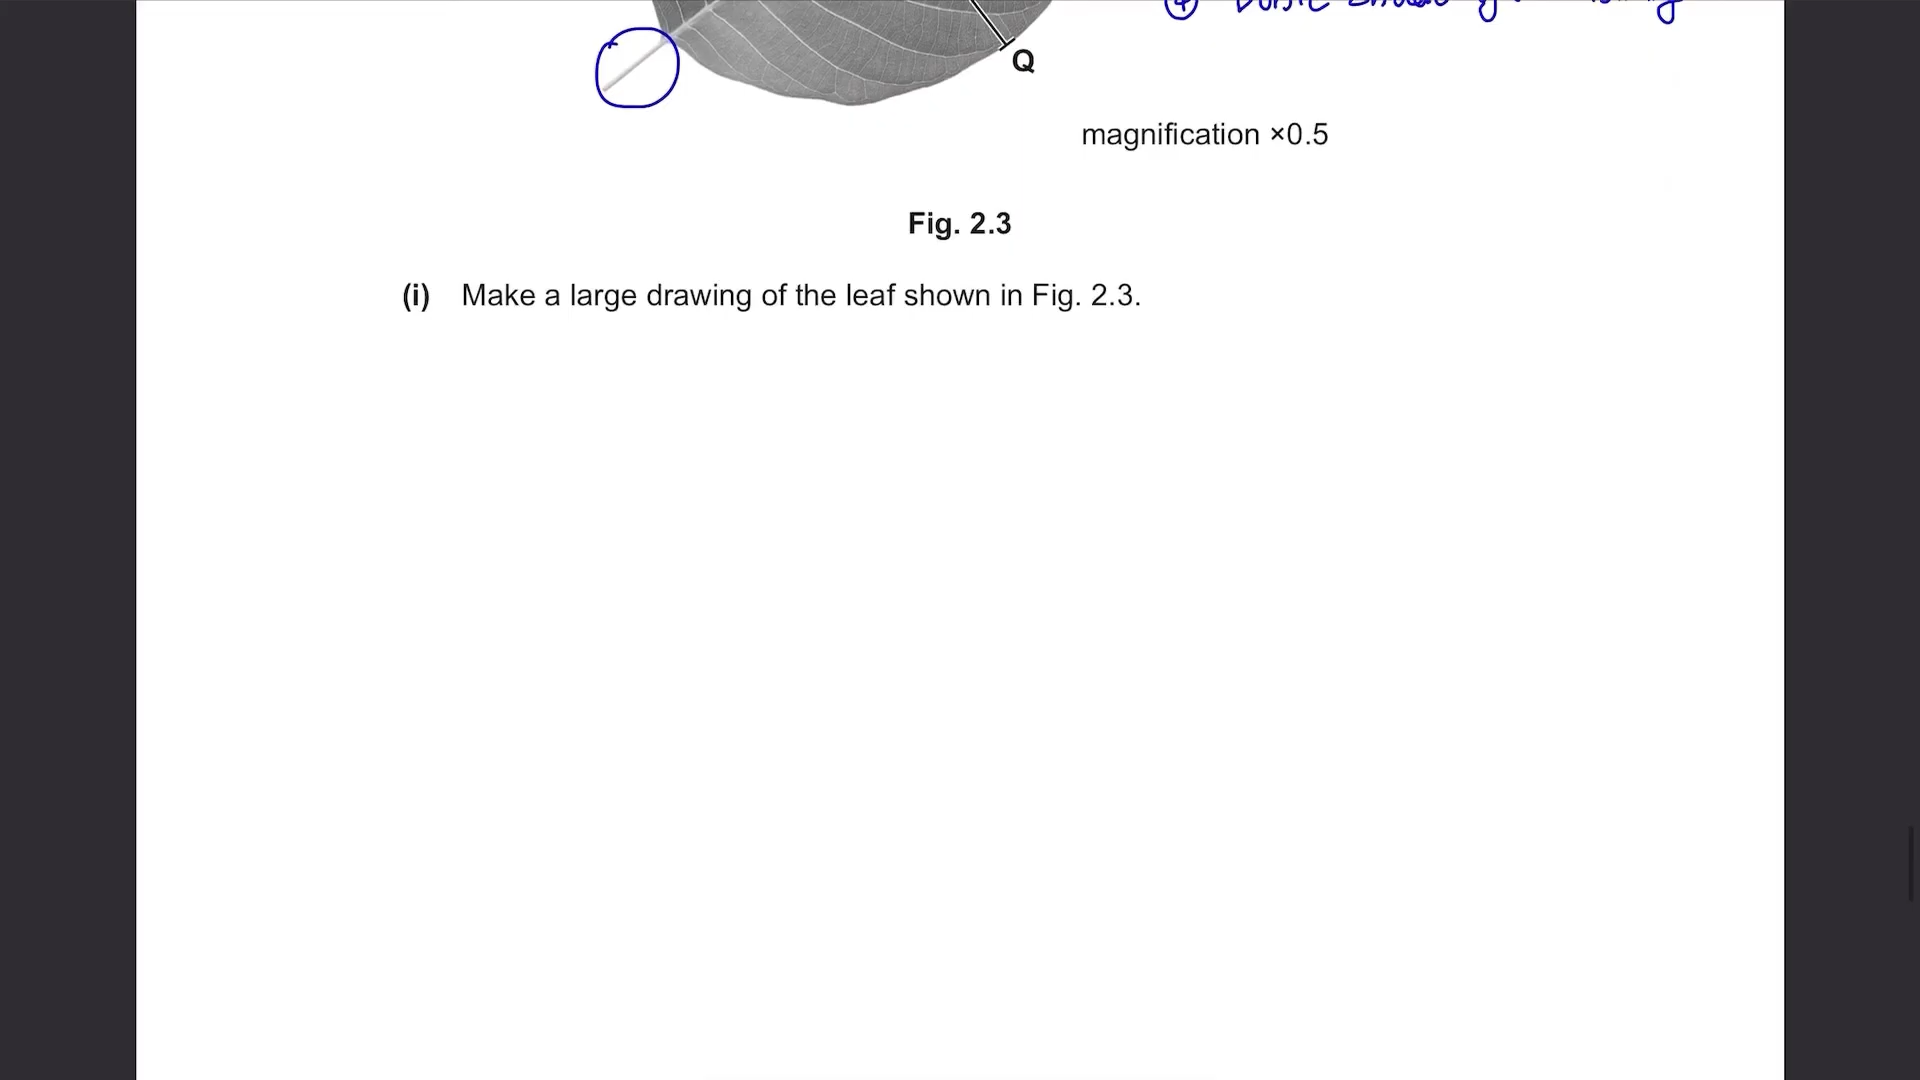 Q
magnification ×0.5
Fig. 2.3
(i) Make a large drawing of the leaf shown in Fig. 2.3.